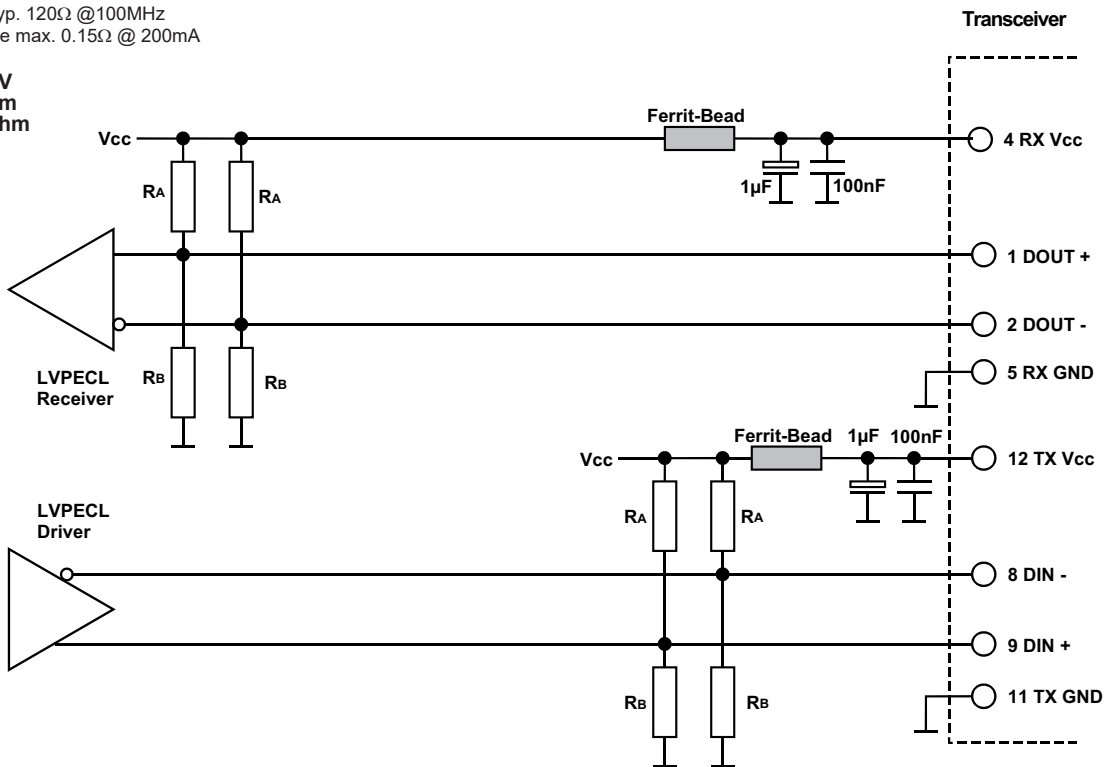 yp. 120Ω @100MHz
e max. 0.15Ω @ 200mA
V
m
hm
Transceiver
Vcc
Ferrit-Bead
4 RX Vcc
RA
RA
1µF
100nF
1 DOUT +
2 DOUT -
LVPECL
Receiver
RB
RB
5 RX GND
Vcc
Ferrit-Bead
1µF
100nF
12 TX Vcc
LVPECL
Driver
RA
RA
8 DIN -
9 DIN +
RB
RB
11 TX GND